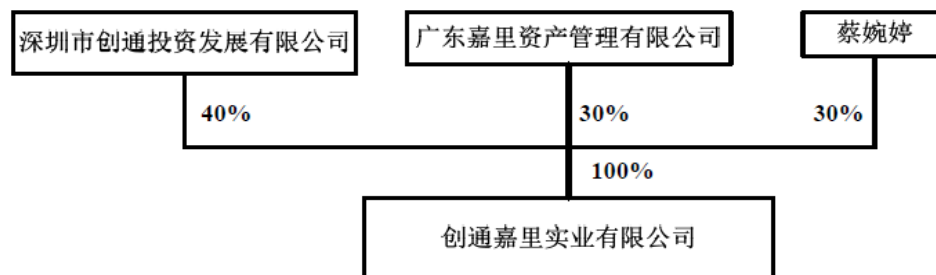 深圳市创通投资发展有限公司
广东嘉里资产管理有限公司
蔡婉婷
40%
30%
30%
100%
创通嘉里实业有限公司